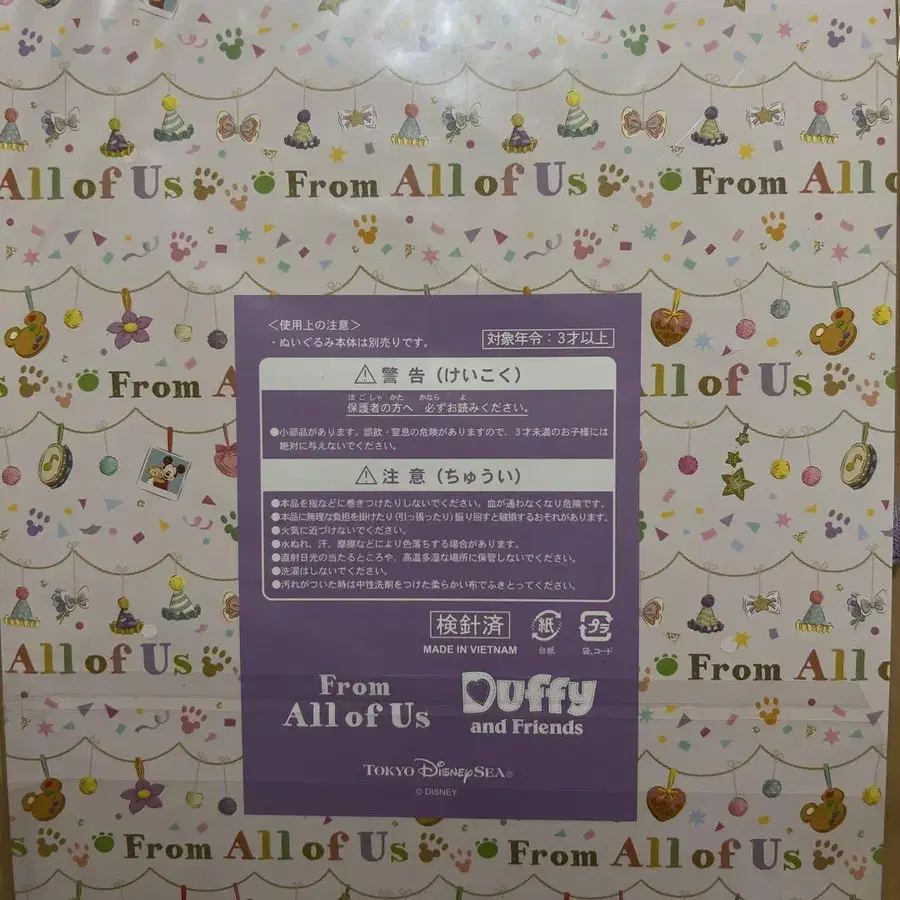 All of Us From All of Us From All o
<使用上の注意>
・ぬいぐるみ本体は別売りです。
対象年令：3才以上
From A
ll of Us
⚠警告(けいこく)
ほごしゃ かた かなら よ
保護者の方へ 必ずお読みください。
●小部品があります。誤飲・窒息の危険がありますので、3才未満のお子様には
絶対に与えないでください。
⚠注意(ちゅうい)
●本品を指などに巻きつけたりしないでください。血が通わなくなり危険です。
●本品に無理な負担を掛けたり(引っ張ったり)振り回すと破損するおそれがあります。
●火気に近づけないでください。
●水ぬれ、汗、摩擦などにより色落ちする場合があります。
●直射日光の当たるところや、高温多湿な場所に保管しないでください。
●洗濯はしないでください。
●汚れがついた時は中性洗剤をつけた柔らかい布でふきとってください。
検針済
紙
プラ
MADE IN VIETNAM
台紙
袋、コード
All of Us
From All o
From
All of Us
Duffy
and Friends
TOKYO DisneySEA®
© DISNEY
From All of Us From All of Us